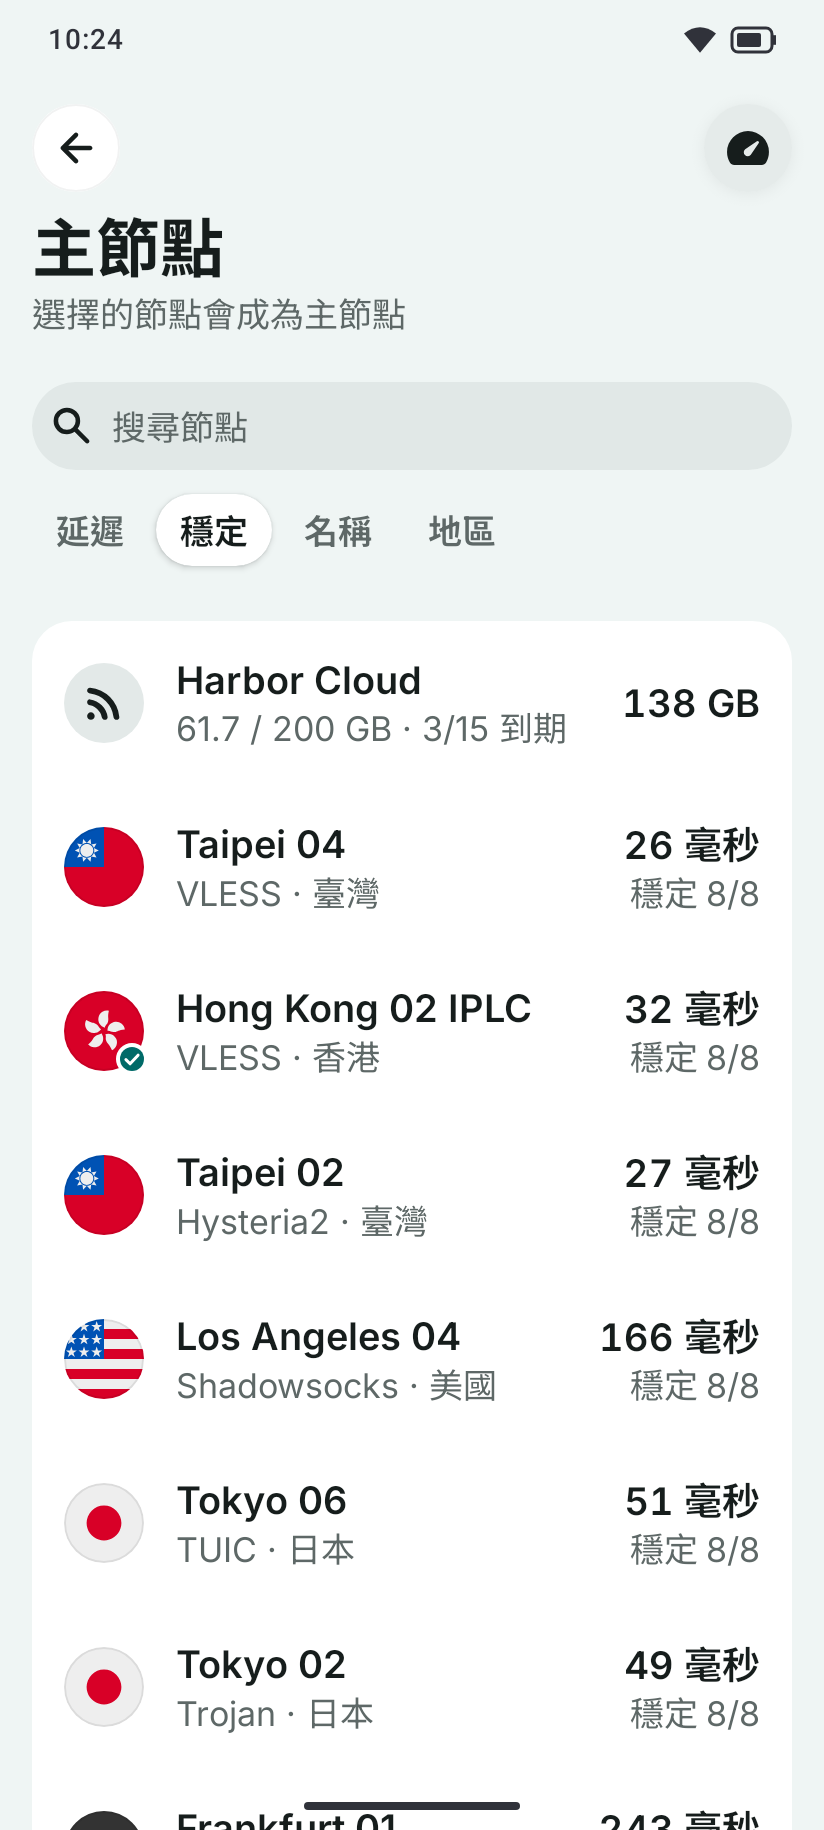 10:24
主節點
選擇的節點會成為主節點
搜尋節點
延遲 穩定 名稱 地區
Harbor Cloud
61.7 / 200 GB · 3/15 到期
138 GB
Taipei 04
VLESS · 臺灣
26 毫秒
穩定 8/8
Hong Kong 02 IPLC
VLESS · 香港
32 毫秒
穩定 8/8
Taipei 02
Hysteria2 · 臺灣
27 毫秒
穩定 8/8
Los Angeles 04
Shadowsocks · 美國
166 毫秒
穩定 8/8
Tokyo 06
TUIC · 日本
51 毫秒
穩定 8/8
Tokyo 02
Trojan · 日本
49 毫秒
穩定 8/8
Frankfurt 01
243 毫秒